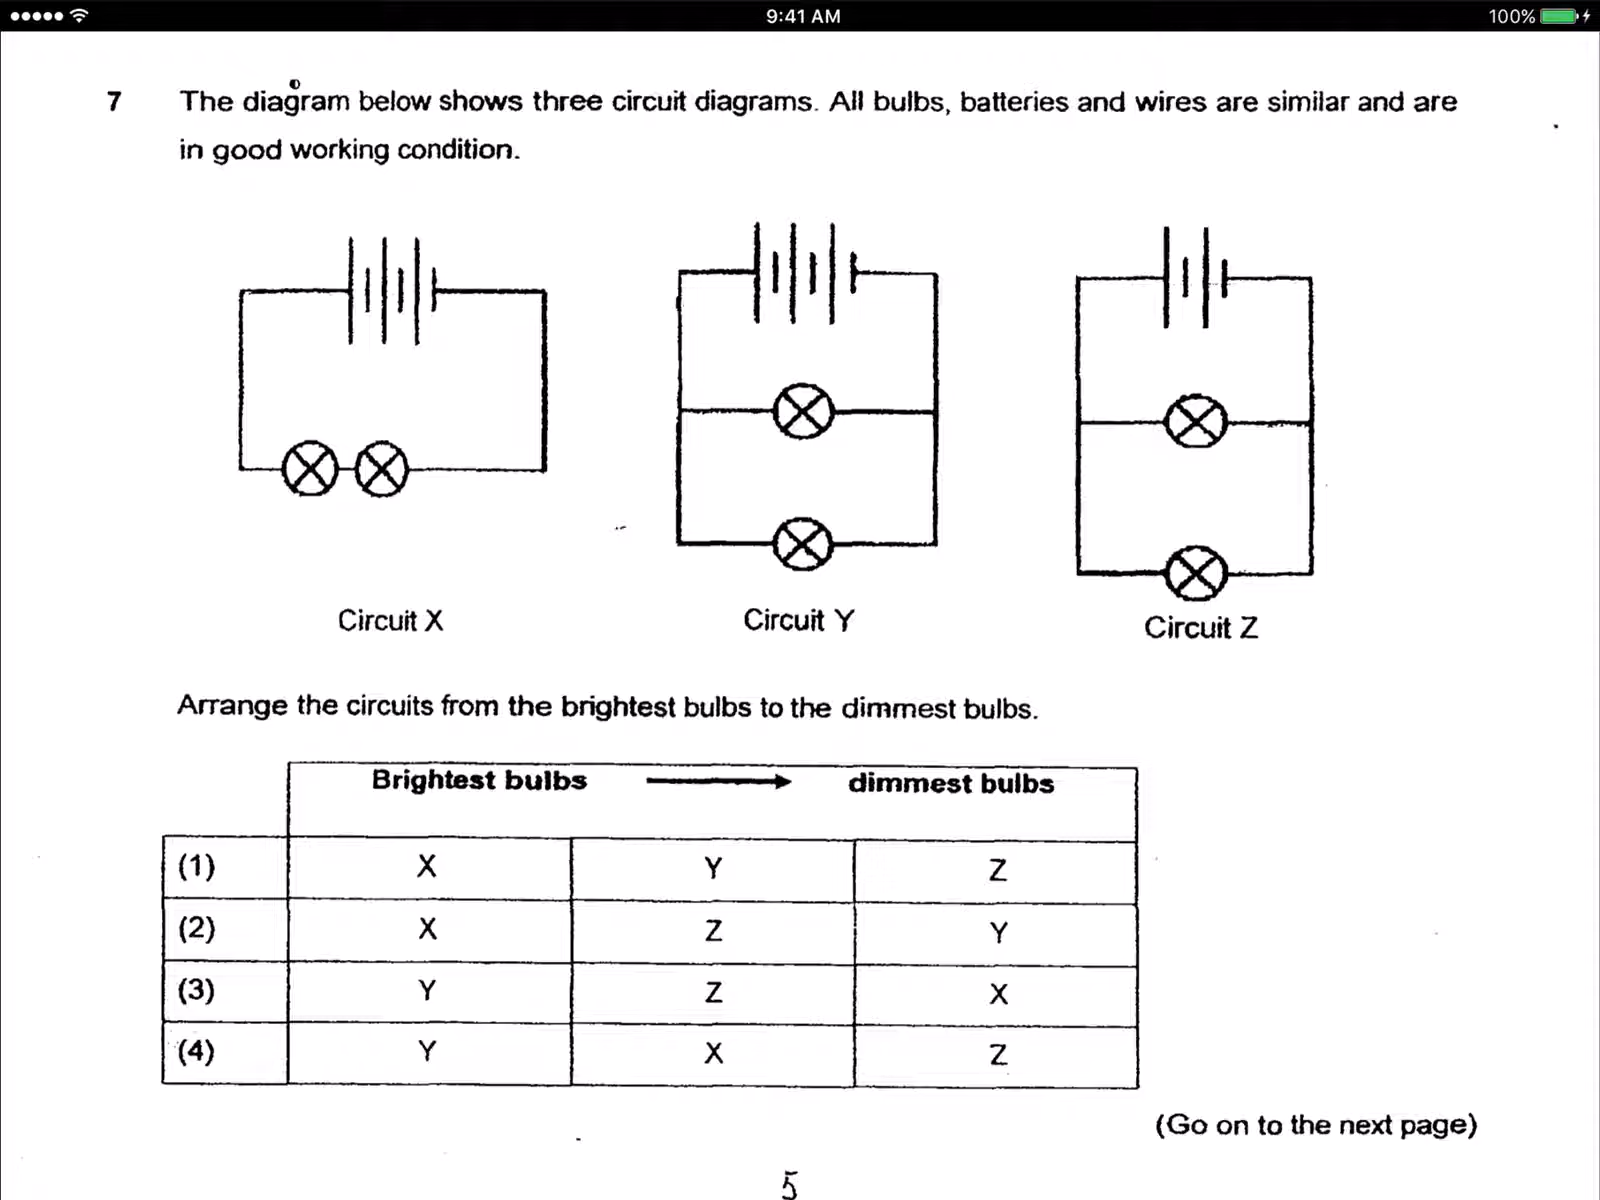 9:41 AM
100%
7 The diagram below shows three circuit diagrams. All bulbs, batteries and wires are similar and are
in good working condition.
Circuit X
Circuit Y
Circuit Z
Arrange the circuits from the brightest bulbs to the dimmest bulbs.
Brightest bulbs dimmest bulbs
(1) X Y Z
(2) X Z Y
(3) Y Z X
(4) Y X Z
(Go on to the next page)
5